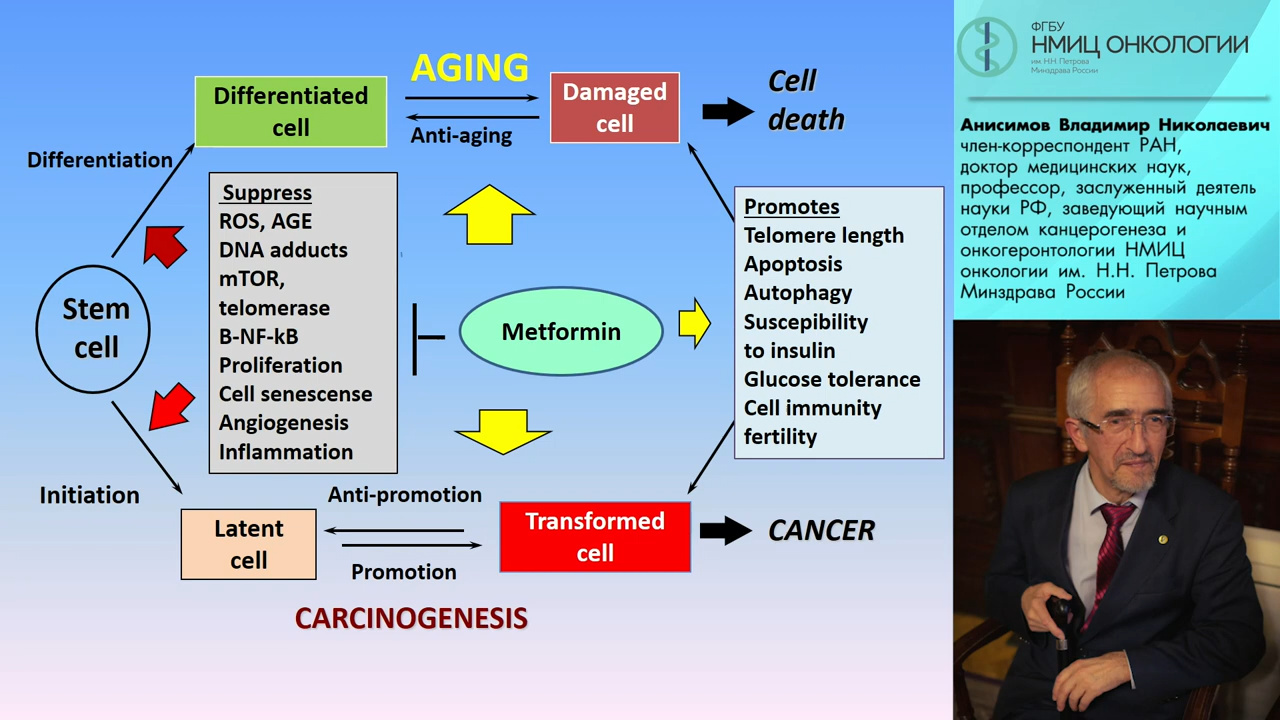 AGING
Differentiated
cell
Damaged
cell
Cell
death
Anti-aging
Differentiation
Suppress
ROS, AGE
DNA adducts
mTOR,
telomerase
B-NF-kB
Proliferation
Cell senescense
Angiogenesis
Inflammation
Stem
cell
Metformin
Promotes
Telomere length
Apoptosis
Autophagy
Suscepibility
to insulin
Glucose tolerance
Cell immunity
fertility
Initiation
Anti-promotion
Latent
cell
Transformed
cell
CANCER
Promotion
CARCINOGENESIS
ФГБУ
НМИЦ ОНКОЛОГИИ
им. Н.Н. Петрова
Минздрава России
Анисимов Владимир Николаевич
член-корреспондент РАН,
доктор медицинских наук,
профессор, заслуженный деятель
науки РФ, заведующий научным
отделом канцерогенеза и
онкогеронтологии НМИЦ
онкологии им. Н.Н. Петрова
Минздрава России